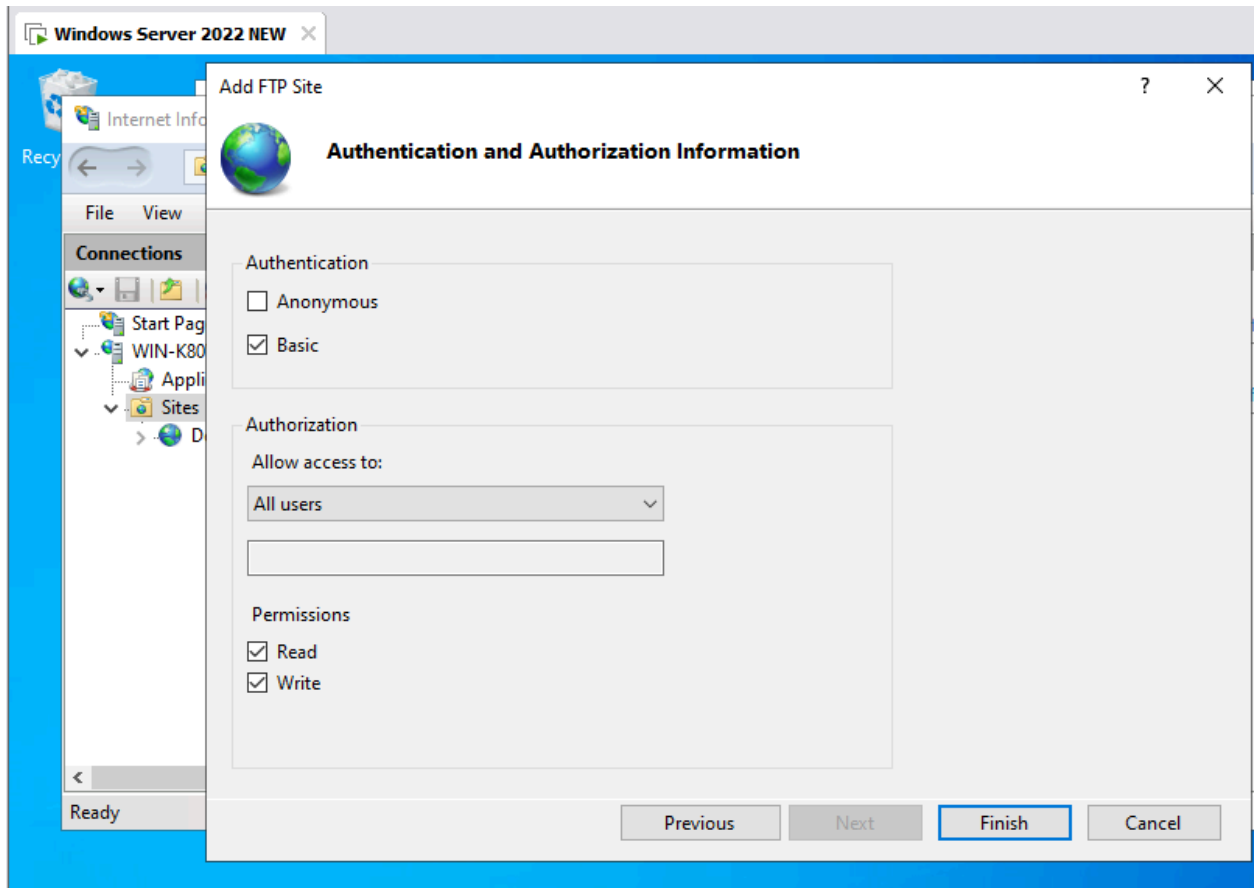 Windows Server 2022 NEW
Recy
Internet Info
File View
Connections
Start Pag
WIN-K80
Appli
Sites
D
Ready
Add FTP Site
Authentication and Authorization Information
Authentication
Anonymous
Basic
Authorization
Allow access to:
All users
Permissions
Read
Write
Previous Next Finish Cancel